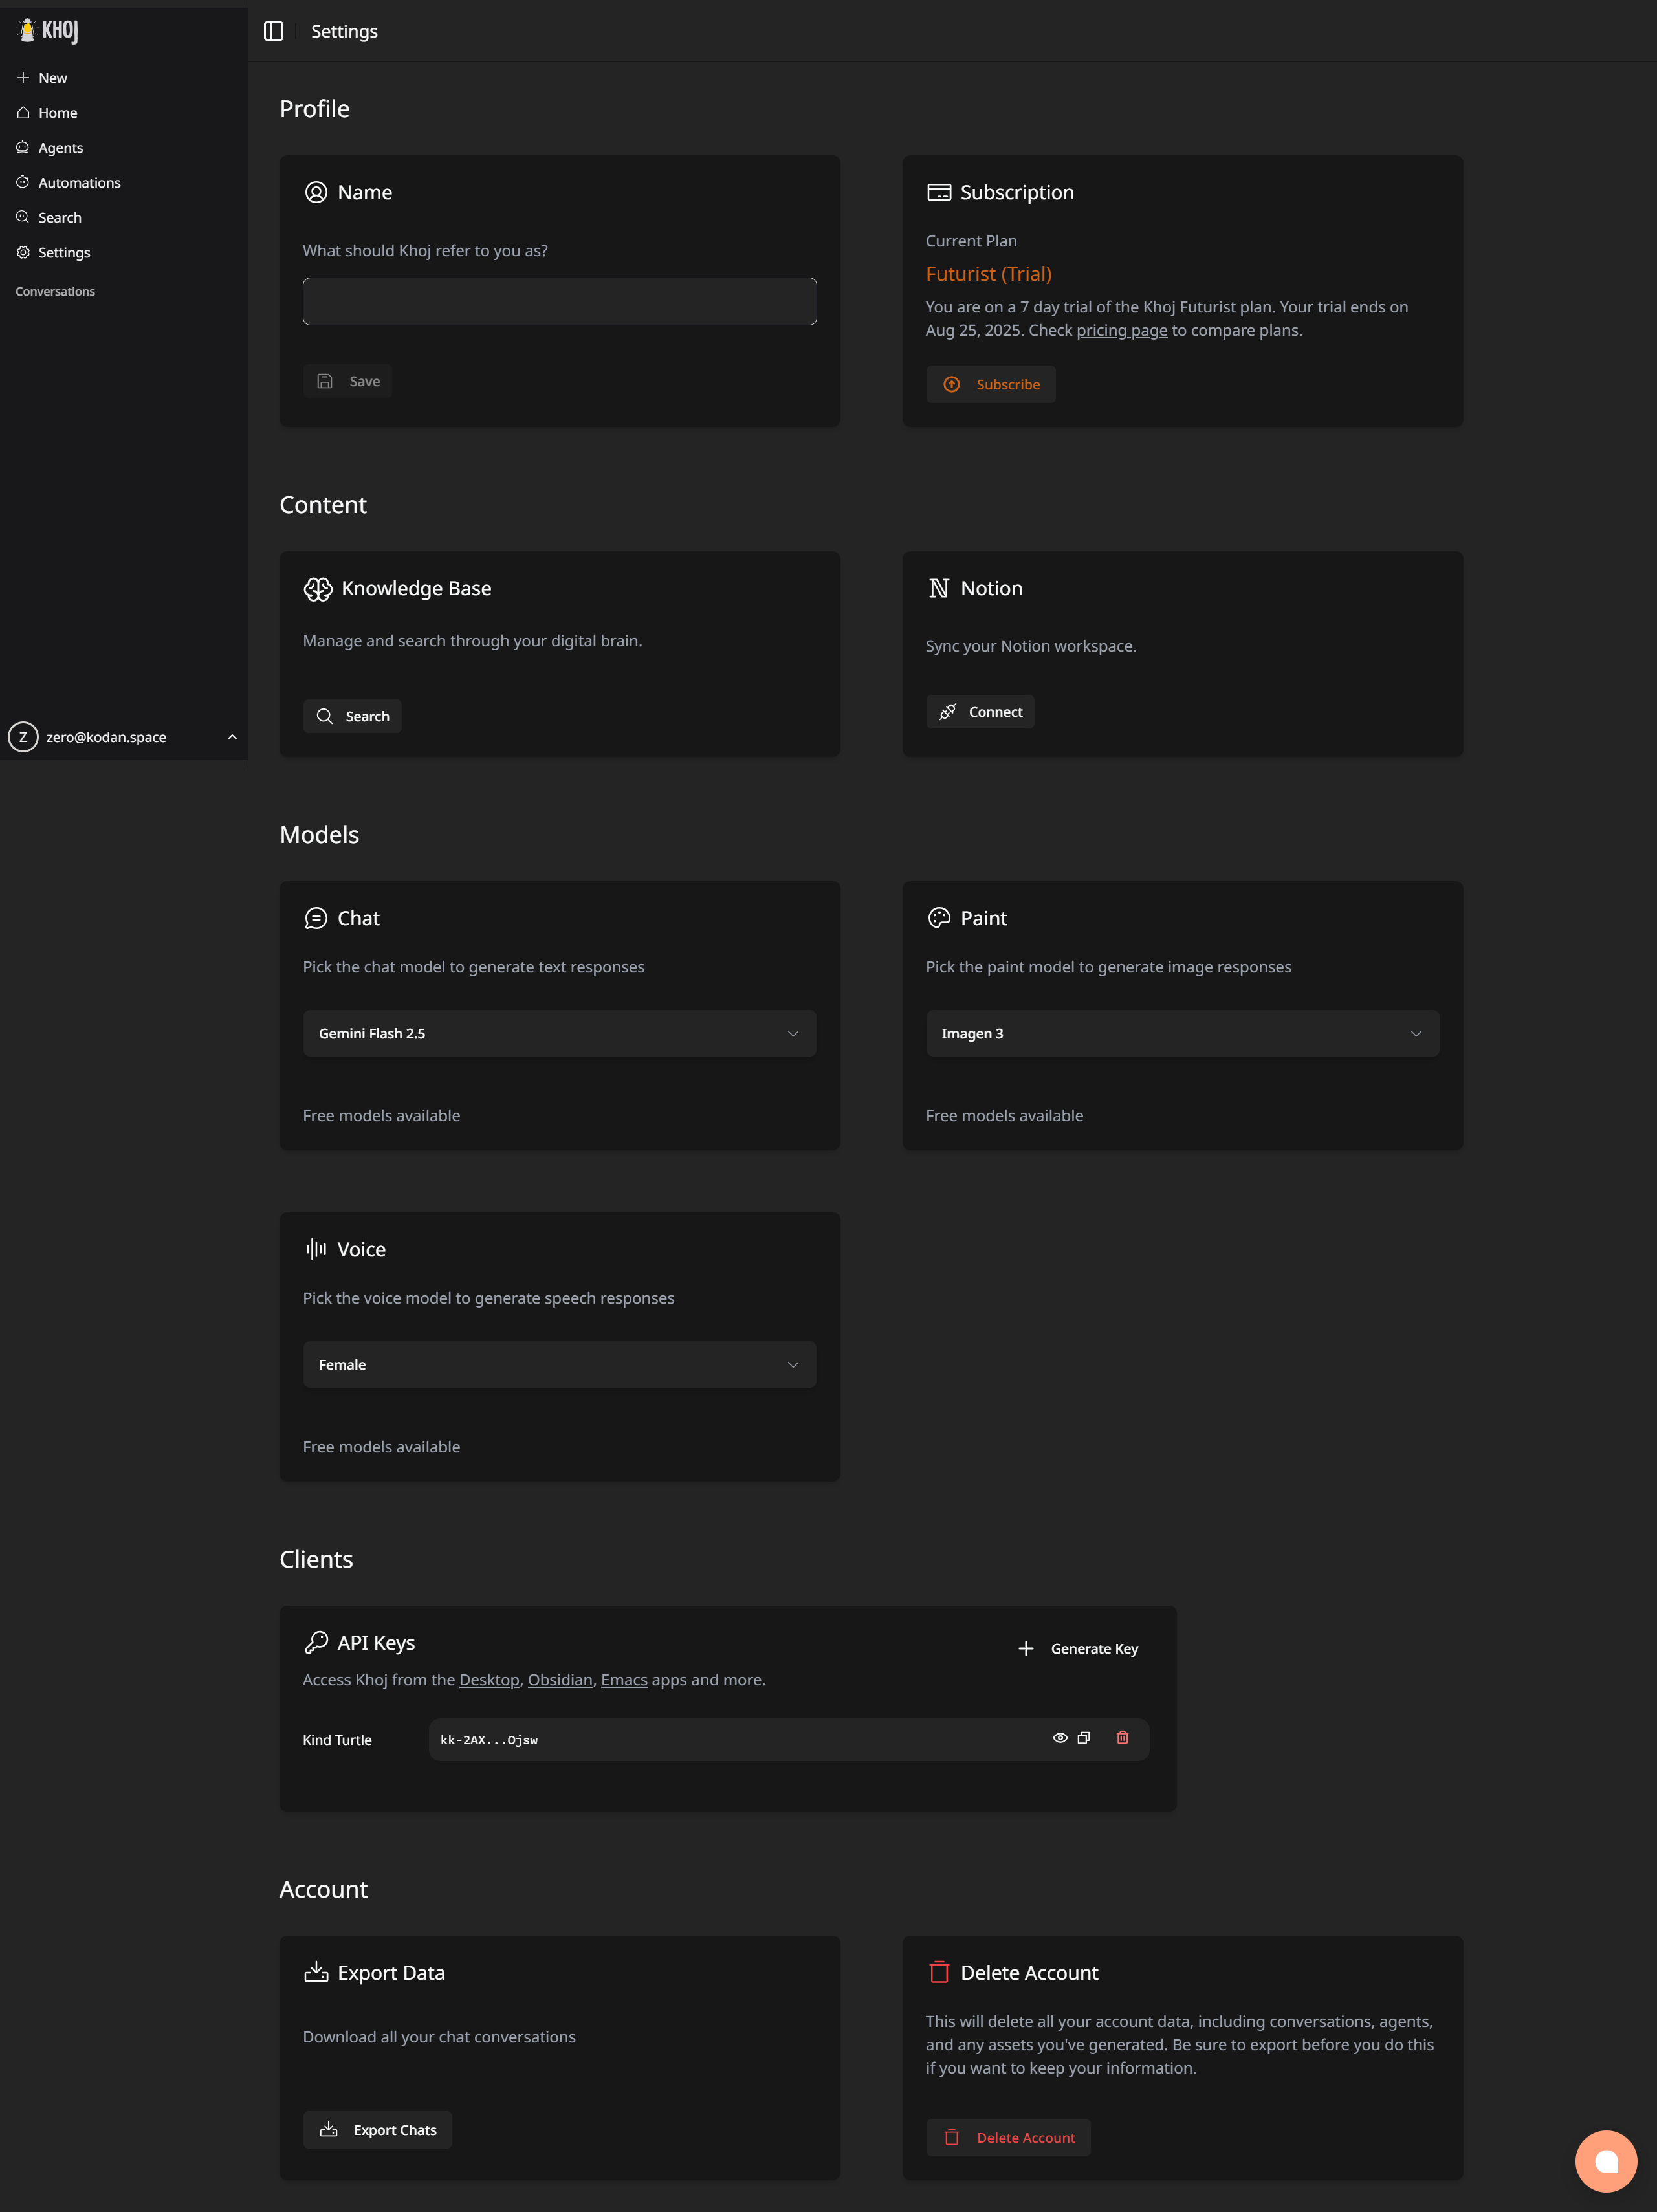 KHOJ
New
Home
Agents
Automations
Search
Settings
Conversations
Z
zero@kodan.space
Settings
Profile
Name
What should Khoj refer to you as?
Save
Subscription
Current Plan
Futurist (Trial)
You are on a 7 day trial of the Khoj Futurist plan. Your trial ends on
Aug 25, 2025. Check pricing page to compare plans.
Subscribe
Content
Knowledge Base
Manage and search through your digital brain.
Search
Notion
Sync your Notion workspace.
Connect
Models
Chat
Pick the chat model to generate text responses
Gemini Flash 2.5
Free models available
Paint
Pick the paint model to generate image responses
Imagen 3
Free models available
Voice
Pick the voice model to generate speech responses
Female
Free models available
Clients
API Keys
Generate Key
Access Khoj from the Desktop, Obsidian, Emacs apps and more.
Kind Turtle
kk-2AX...Ojsw
Account
Export Data
Download all your chat conversations
Export Chats
Delete Account
This will delete all your account data, including conversations, agents,
and any assets you've generated. Be sure to export before you do this
if you want to keep your information.
Delete Account